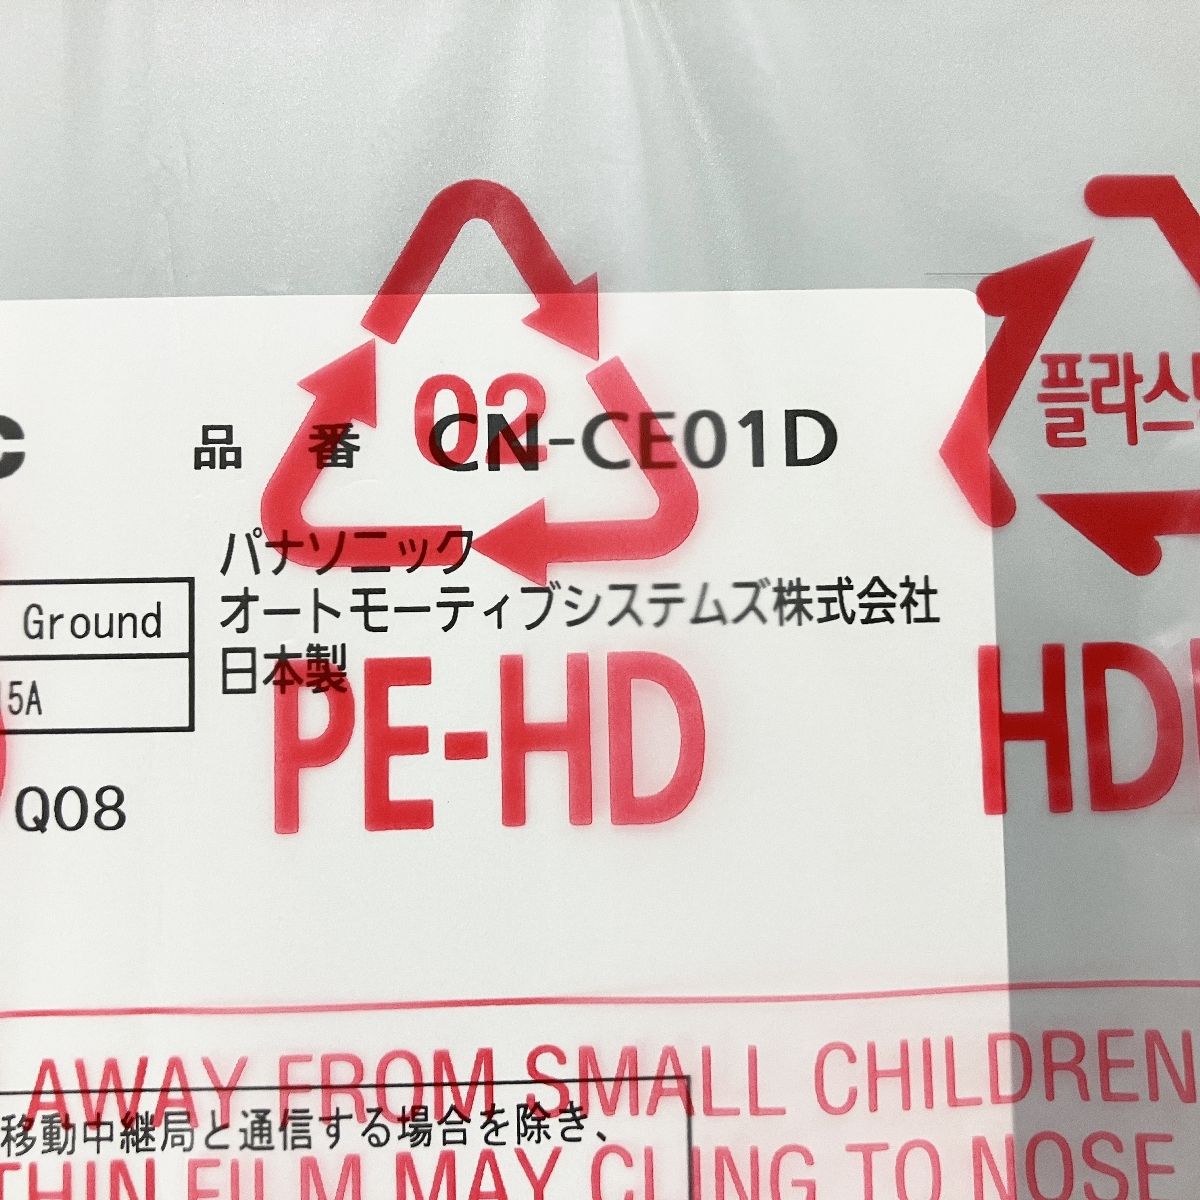 02
플라스
品 番 CN-CE01D
パナソニック
オートモーティブシステムズ株式会社
日本製
Ground
15A
PE-HD
HD
Q08
AWAY FROM SMALL CHILDREN
移動中継局と通信する場合を除き、
THIN FILM MAY CLING TO NOSE